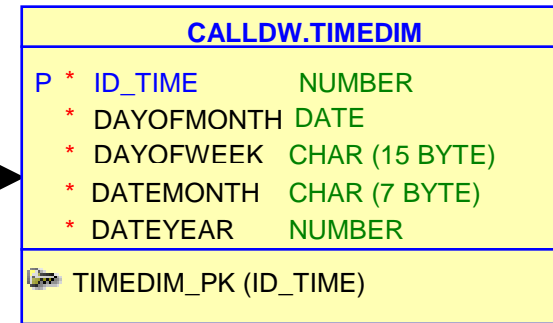 CALLDW.TIMEDIM
P * ID_TIME NUMBER
* DAYOFMONTH DATE
* DAYOFWEEK CHAR (15 BYTE)
* DATEMONTH CHAR (7 BYTE)
* DATEYEAR NUMBER
TIMEDIM_PK (ID_TIME)